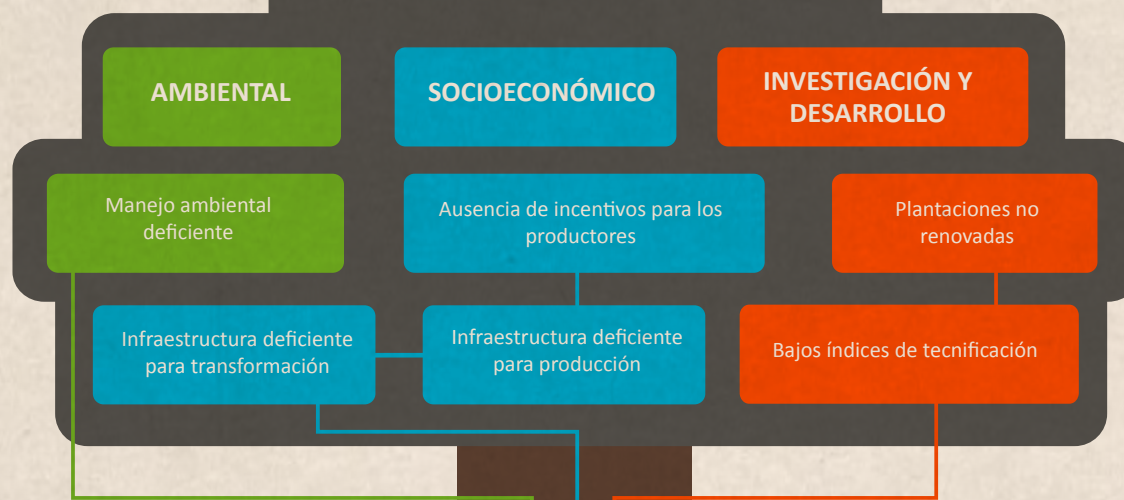 AMBIENTAL
SOCIOECONÓMICO
INVESTIGACIÓN Y
DESARROLLO
Manejo ambiental
deficiente
Ausencia de incentivos para los
productores
Plantaciones no
renovadas
Infraestructura deficiente
para transformación
Infraestructura deficiente
para producción
Bajos índices de tecnificación